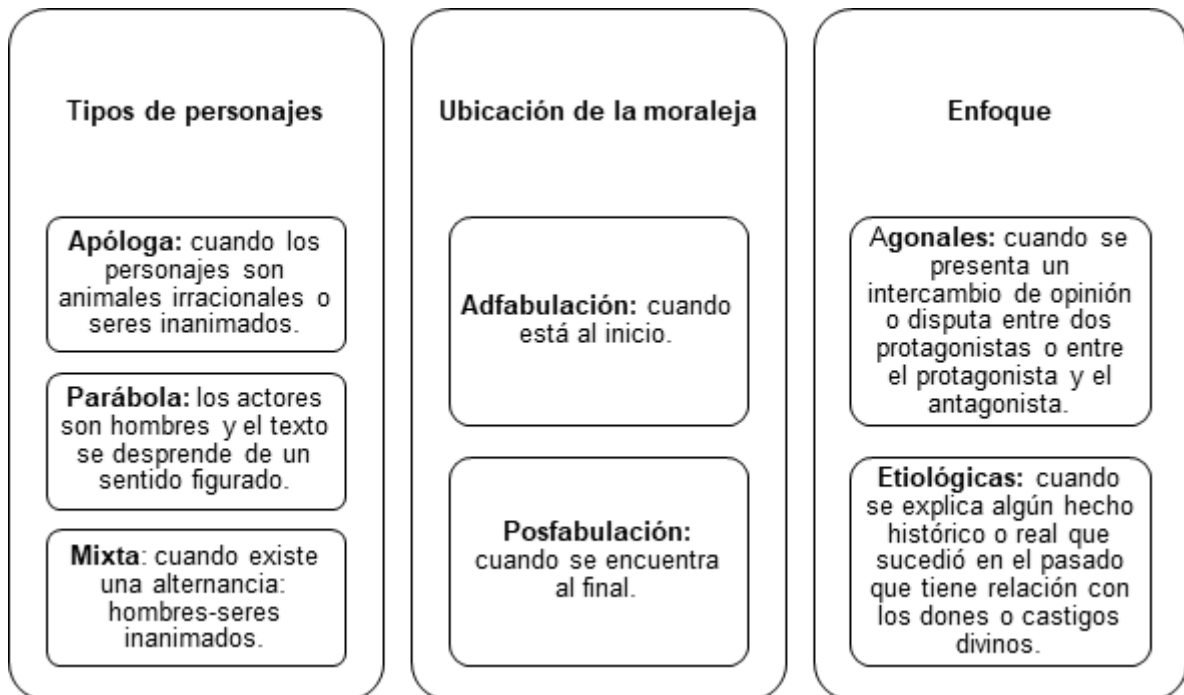 Tipos de personajes
Apóloga: cuando los
personajes son
animales irracionales o
seres inanimados.
Parábola: los actores
son hombres y el texto
se desprende de un
sentido figurado.
Mixta: cuando existe
una alternancia:
hombres-seres
inanimados.
Ubicación de la moraleja
Adfabulación: cuando
está al inicio.
Posfabulación:
cuando se encuentra
al final.
Enfoque
Agonales: cuando se
presenta un
intercambio de opinión
o disputa entre dos
protagonistas o entre
el protagonista y el
antagonista.
Etiológicas: cuando
se explica algún hecho
histórico o real que
sucedió en el pasado
que tiene relación con
los dones o castigos
divinos.